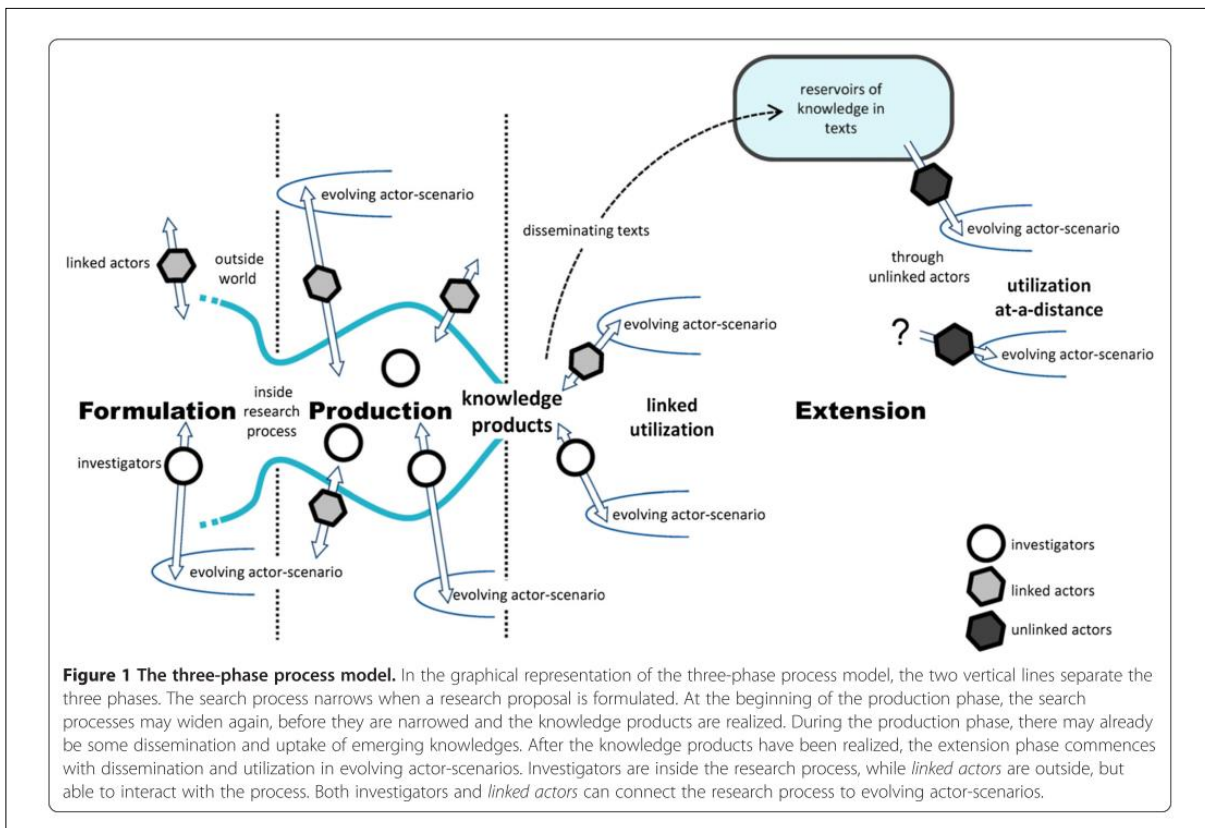 reservoirs of
knowledge in
texts
evolving actor-scenario
disseminating texts
evolving actor-scenario
linked actors
outside
world
through
unlinked actors
utilization
at-a-distance
evolving actor-scenario
?
evolving actor-scenario
Formulation
inside
research
process
Production
knowledge
products
linked
utilization
Extension
investigators
evolving actor-scenario
evolving actor-scenario
evolving actor-scenario
investigators
linked actors
unlinked actors
Figure 1 The three-phase process model. In the graphical representation of the three-phase process model, the two vertical lines separate the
three phases. The search process narrows when a research proposal is formulated. At the beginning of the production phase, the search
processes may widen again, before they are narrowed and the knowledge products are realized. During the production phase, there may already
be some dissemination and uptake of emerging knowledges. After the knowledge products have been realized, the extension phase commences
with dissemination and utilization in evolving actor-scenarios. Investigators are inside the research process, while linked actors are outside, but
able to interact with the process. Both investigators and linked actors can connect the research process to evolving actor-scenarios.